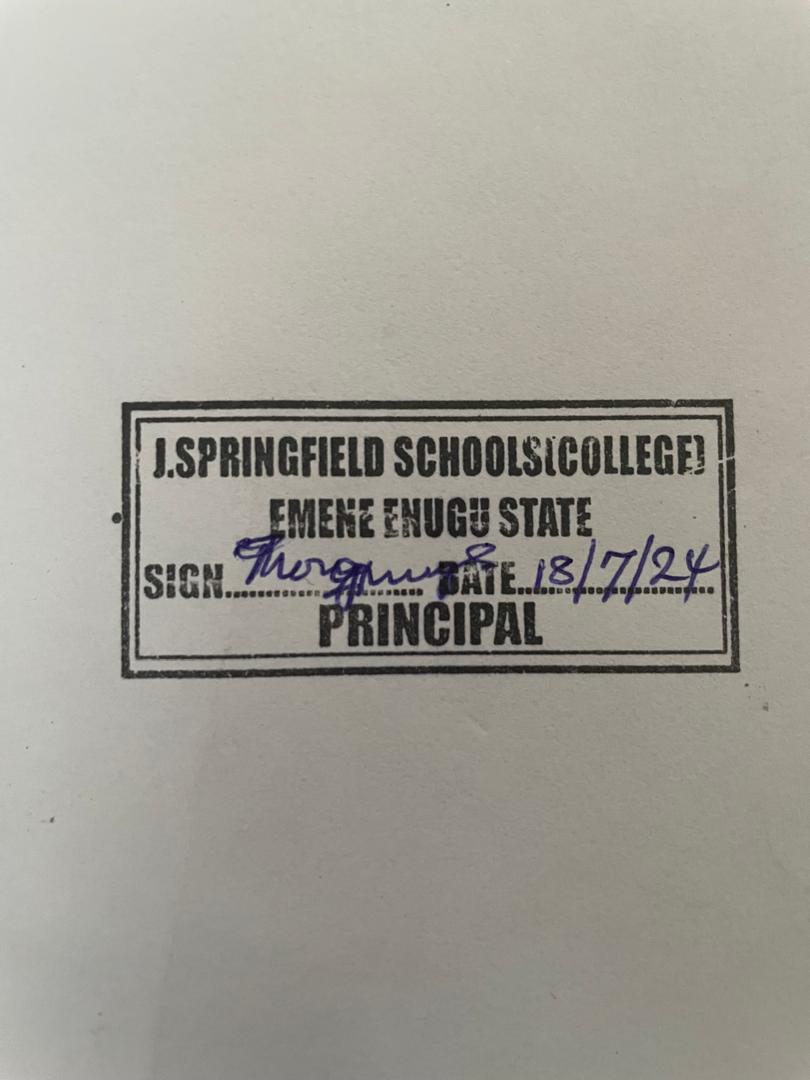 J.SPRINGFIELD SCHOOLS[COLLEGE]
EMENE ENUGU STATE
SIGN.................... DATE..18/7/24
PRINCIPAL